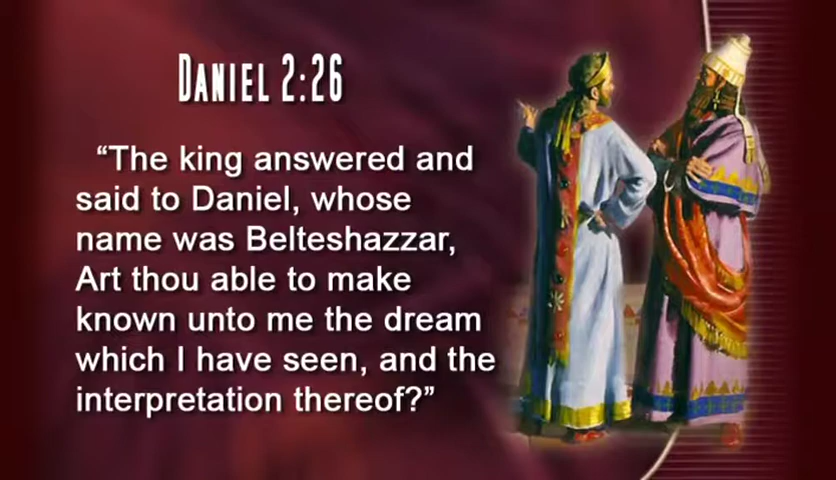 DANIEL 2:26
“The king answered and
said to Daniel, whose
name was Belteshazzar,
Art thou able to make
known unto me the dream
which I have seen, and the
interpretation thereof?”